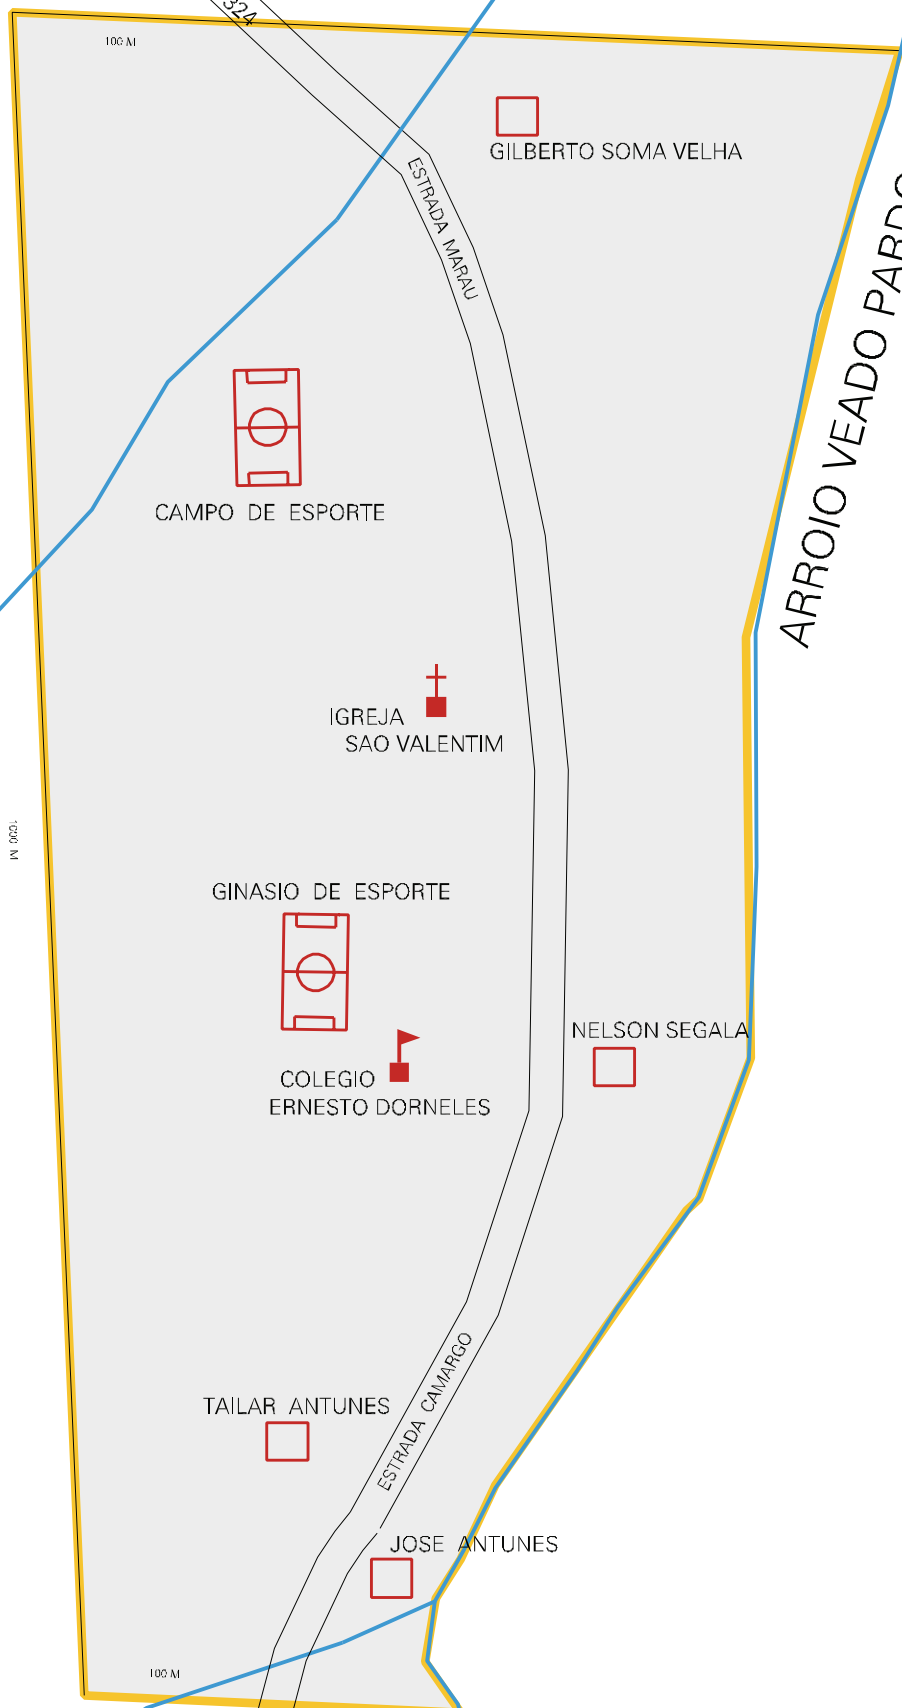 324
100 M
GILBERTO SOMA VELHA
ESTRADA MARAU
ARROIO VEADO PARDO
CAMPO DE ESPORTE
IGREJA
SAO VALENTIM
1000 M
GINASIO DE ESPORTE
NELSON SEGALA
COLEGIO
ERNESTO DORNELES
ESTRADA CAMARGO
TAILAR ANTUNES
JOSE ANTUNES
100 M